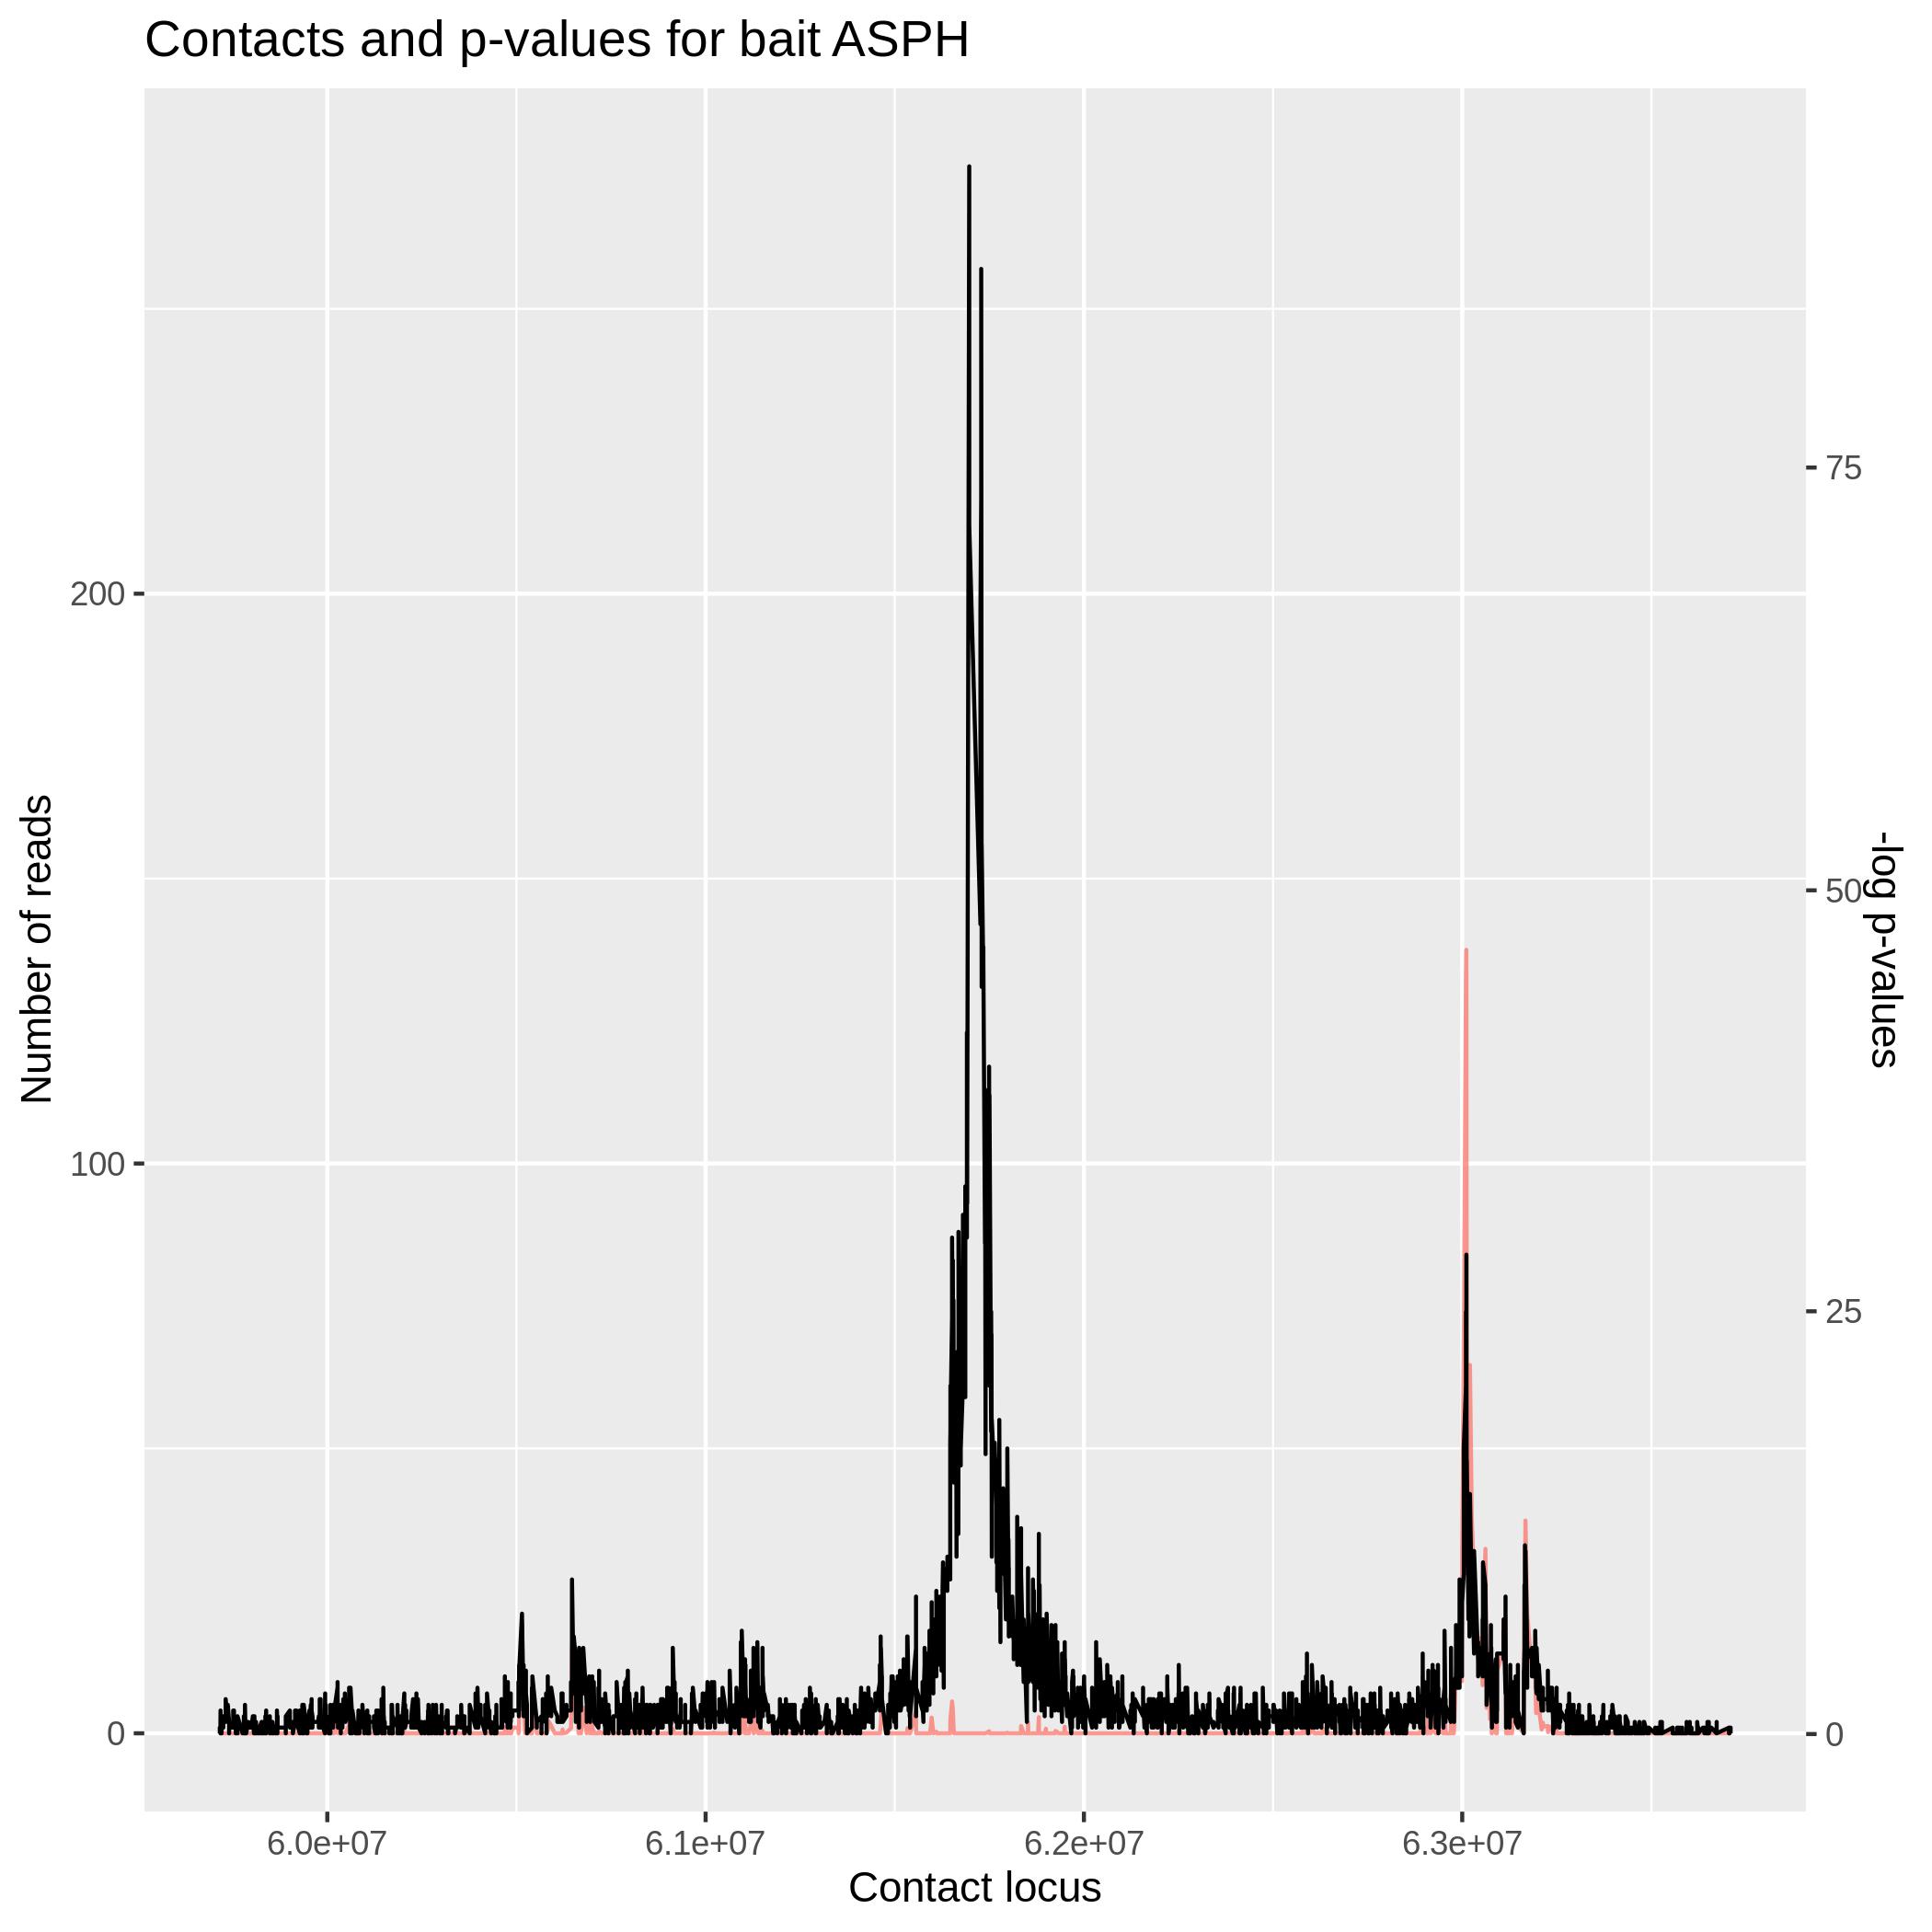 Contacts and p-values for bait ASPH
Number of reads
200
100
0
75
50
25
0
-log p-values
6.0e+07
6.1e+07
6.2e+07
6.3e+07
Contact locus